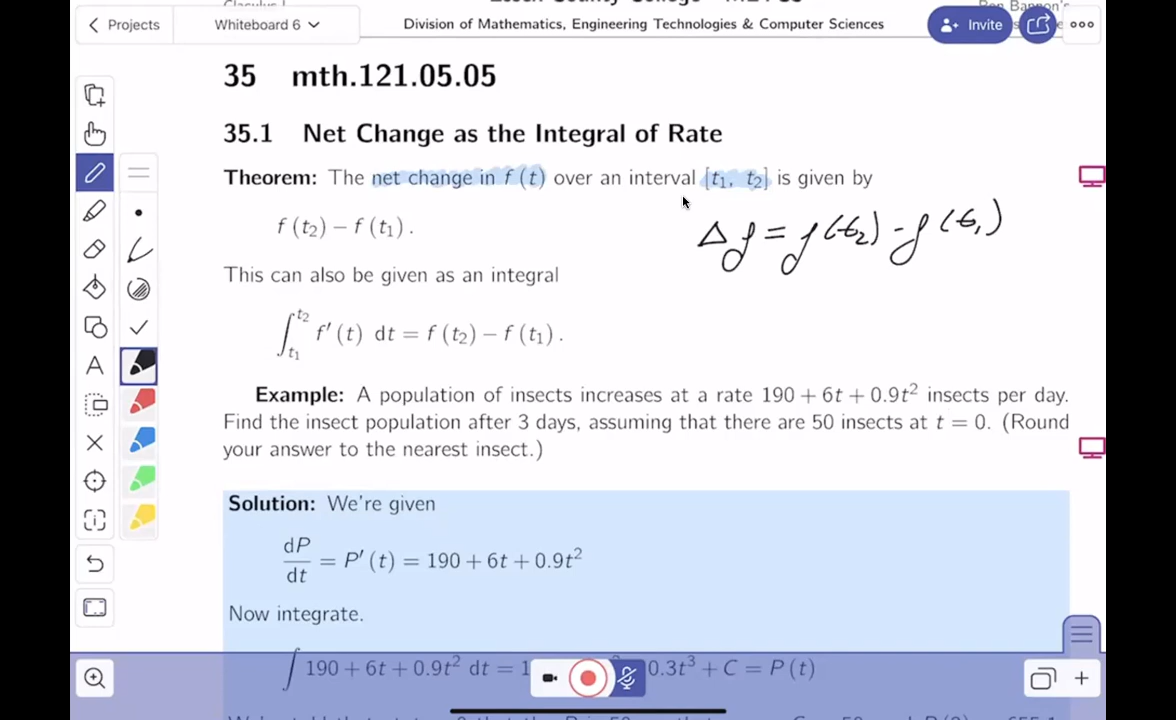 Projects
Whiteboard 6
Division of Mathematics, Engineering Technologies & Computer Sciences
Invite
35 mth.121.05.05
35.1 Net Change as the Integral of Rate
Theorem: The net change in f (t) over an interval [t₁, t₂] is given by
f (t₂) − f (t₁) .
Δf = f(t₂) - f(t₁)
This can also be given as an integral
∫_{t₁}^{t₂} f′ (t) dt = f (t₂) − f (t₁) .
Example: A population of insects increases at a rate 190 + 6t + 0.9t² insects per day.
Find the insect population after 3 days, assuming that there are 50 insects at t = 0. (Round
your answer to the nearest insect.)
Solution: We're given
dP/dt = P′ (t) = 190 + 6t + 0.9t²
Now integrate.
∫ 190 + 6t + 0.9t² dt = 1 0.3t³ + C = P (t)